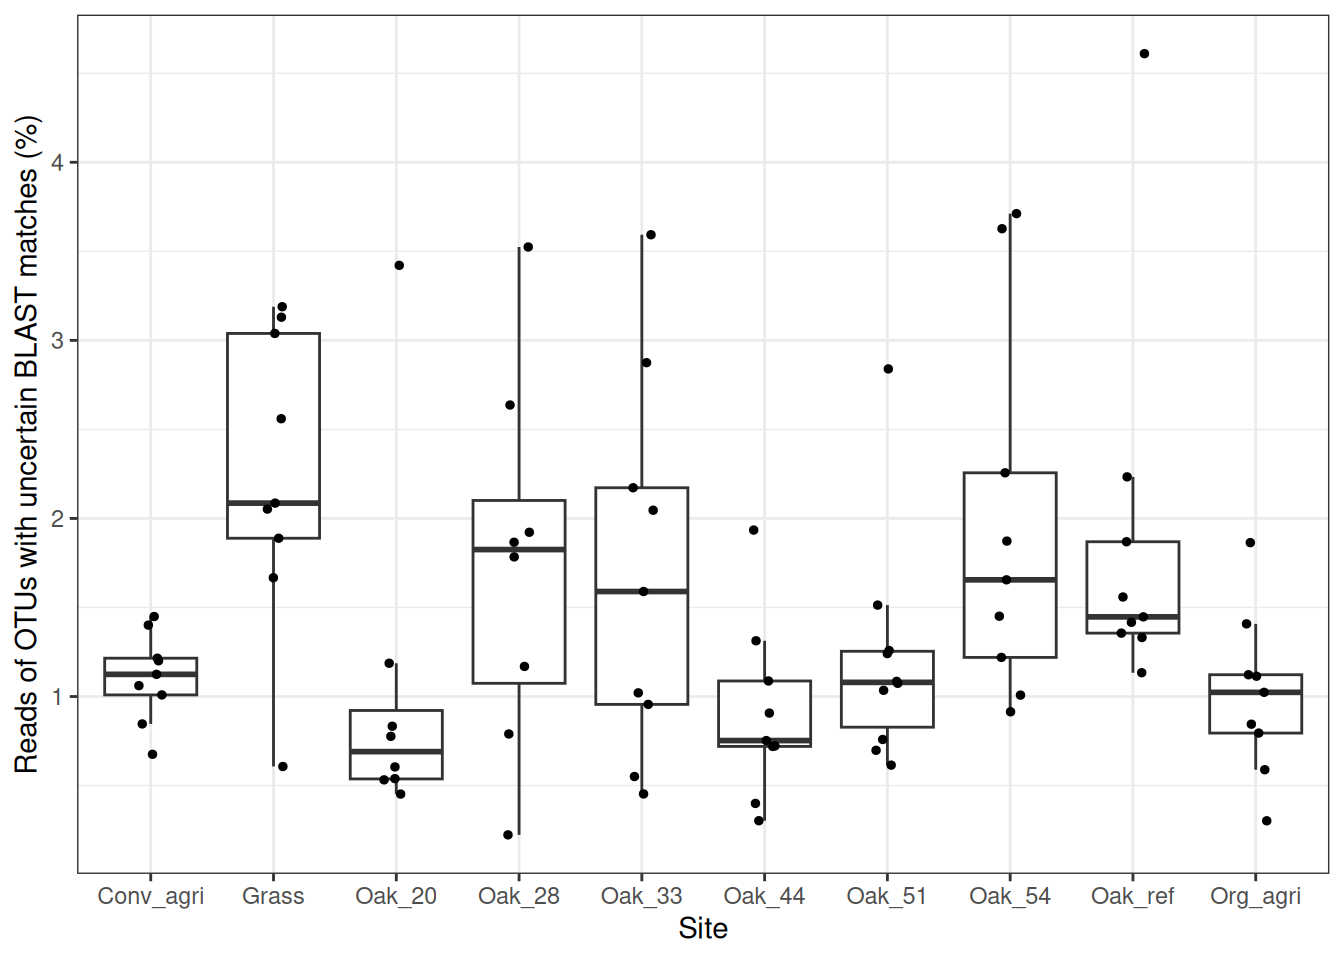 Reads of OTUs with uncertain BLAST matches (%)
4
3
2
1
Conv_agri Grass Oak_20 Oak_28 Oak_33 Oak_44 Oak_51 Oak_54 Oak_ref Org_agri
Site